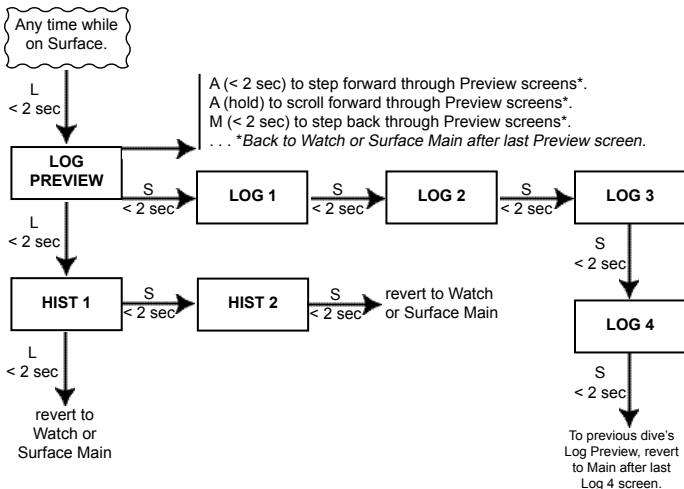 Any time while
on Surface.
L
< 2 sec
A (< 2 sec) to step forward through Preview screens*.
A (hold) to scroll forward through Preview screens*.
M (< 2 sec) to step back through Preview screens*.
. . . *Back to Watch or Surface Main after last Preview screen.
LOG
PREVIEW
S
< 2 sec
LOG 1
S
< 2 sec
LOG 2
S
< 2 sec
LOG 3
L
< 2 sec
S
< 2 sec
HIST 1
S
< 2 sec
HIST 2
S
< 2 sec
revert to Watch
or Surface Main
LOG 4
L
< 2 sec
S
< 2 sec
revert to
Watch or
Surface Main
To previous dive's
Log Preview, revert
to Main after last
Log 4 screen.